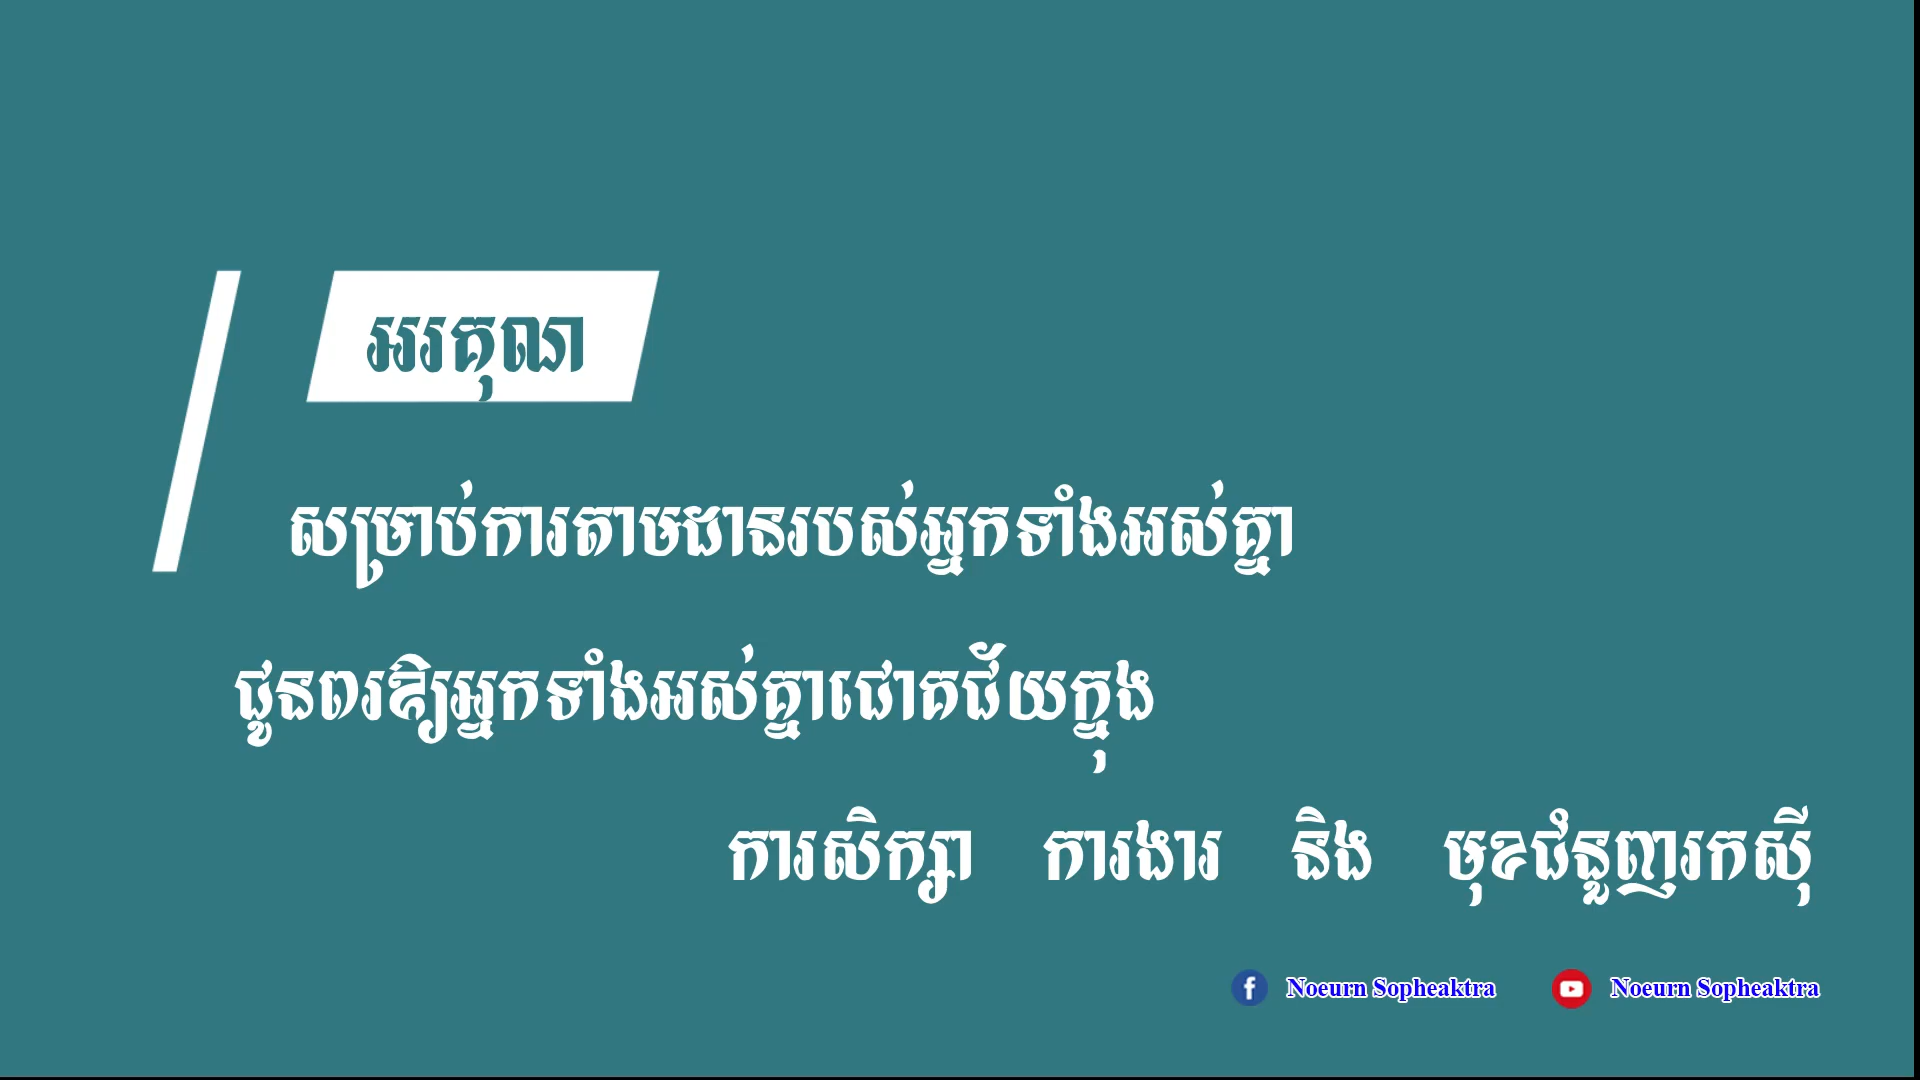 អរគុណ
សម្រាប់ការតាមដានរបស់អ្នកទាំងអស់គ្នា
ជូនពរឱ្យអ្នកទាំងអស់គ្នាជោគជ័យក្នុង
ការសិក្សា ការងារ និង មុខជំនួញរកស៊ី
Noeurn Sopheaktra Noeurn Sopheaktra